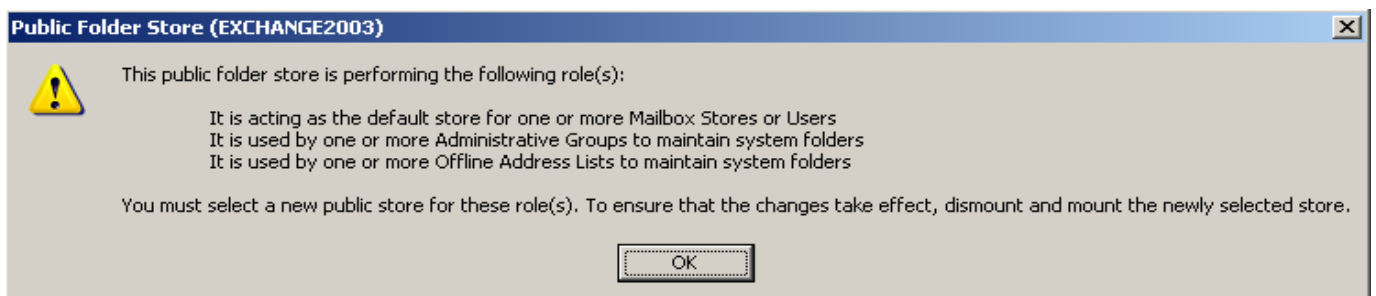 Public Folder Store (EXCHANGE2003)
This public folder store is performing the following role(s):
It is acting as the default store for one or more Mailbox Stores or Users
It is used by one or more Administrative Groups to maintain system folders
It is used by one or more Offline Address Lists to maintain system folders
You must select a new public store for these role(s). To ensure that the changes take effect, dismount and mount the newly selected store.
OK